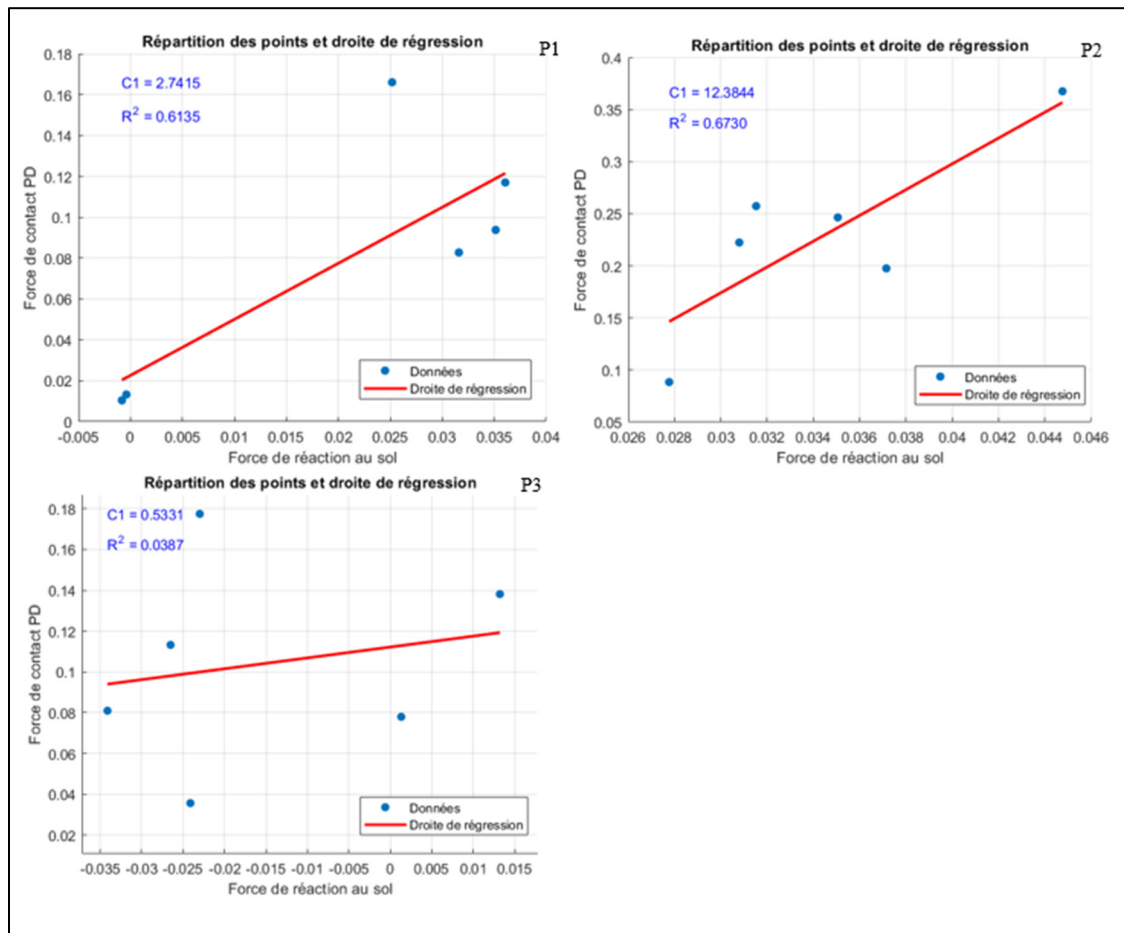 Répartition des points et droite de régression
P1
C1 = 2.7415
R² = 0.6135
Force de contact PD
0.18
0.16
0.14
0.12
0.1
0.08
0.06
0.04
0.02
0
-0.005 0 0.005 0.01 0.015 0.02 0.025 0.03 0.035 0.04
Force de réaction au sol
Données
Droite de régression
Répartition des points et droite de régression
P2
C1 = 12.3844
R² = 0.6730
Force de contact PD
0.4
0.35
0.3
0.25
0.2
0.15
0.1
0.05
0.026 0.028 0.03 0.032 0.034 0.036 0.038 0.04 0.042 0.044 0.046
Force de réaction au sol
Données
Droite de régression
Répartition des points et droite de régression
P3
C1 = 0.5331
R² = 0.0387
Force de contact PD
0.18
0.16
0.14
0.12
0.1
0.08
0.06
0.04
0.02
-0.035 -0.03 -0.025 -0.02 -0.015 -0.01 -0.005 0 0.005 0.01 0.015
Force de réaction au sol
Données
Droite de régression